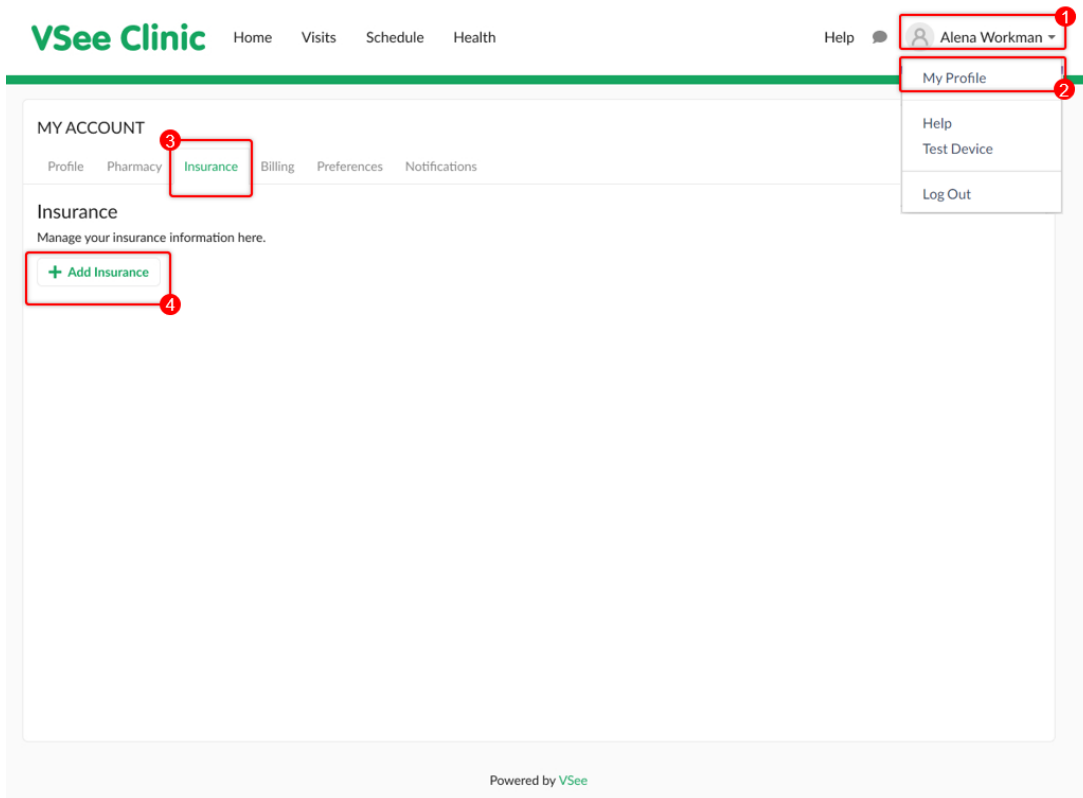 VSee Clinic Home Visits Schedule Health Help Alena Workman 1
My Profile
2
Help
Test Device
Log Out
MY ACCOUNT
3
Profile Pharmacy Insurance Billing Preferences Notifications
Insurance
Manage your insurance information here.
+ Add Insurance
4
Powered by VSee